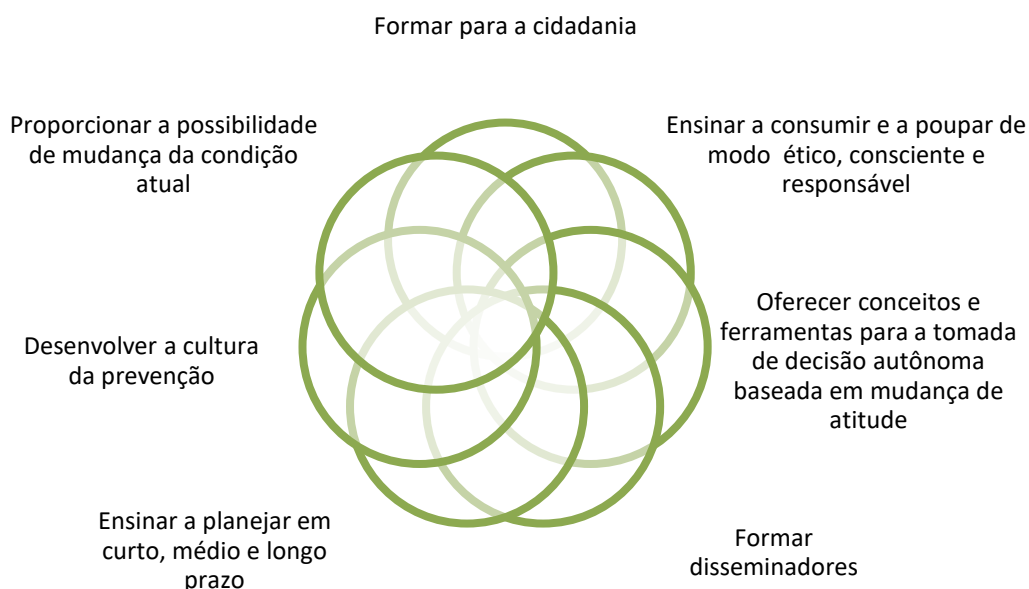 Formar para a cidadania
Proporcionar a possibilidade
de mudança da condição
atual
Ensinar a consumir e a poupar de
modo ético, consciente e
responsável
Oferecer conceitos e
ferramentas para a tomada
de decisão autônoma
baseada em mudança de
atitude
Desenvolver a cultura
da prevenção
Ensinar a planejar em
curto, médio e longo
prazo
Formar
disseminadores